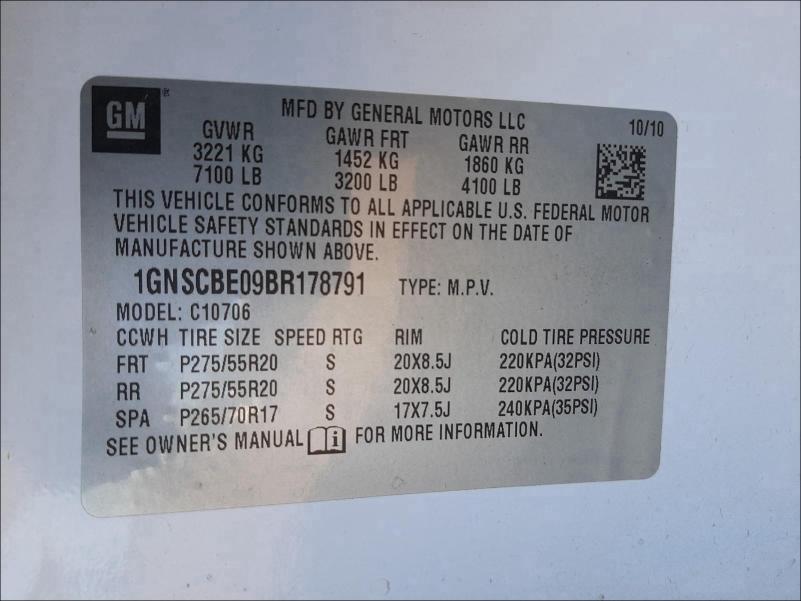 GM®
MFD BY GENERAL MOTORS LLC 10/10
GVWR GAWR FRT GAWR RR
3221 KG 1452 KG 1860 KG
7100 LB 3200 LB 4100 LB
THIS VEHICLE CONFORMS TO ALL APPLICABLE U.S. FEDERAL MOTOR
VEHICLE SAFETY STANDARDS IN EFFECT ON THE DATE OF
MANUFACTURE SHOWN ABOVE.
1GNSCBE09BR178791 TYPE: M.P.V.
MODEL: C10706
CCWH TIRE SIZE SPEED RTG RIM COLD TIRE PRESSURE
FRT P275/55R20 S 20X8.5J 220KPA(32PSI)
RR P275/55R20 S 20X8.5J 220KPA(32PSI)
SPA P265/70R17 S 17X7.5J 240KPA(35PSI)
SEE OWNER'S MANUAL i FOR MORE INFORMATION.